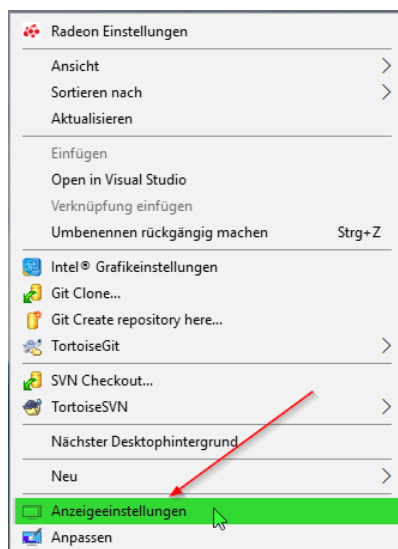 Radeon Einstellungen
Ansicht
Sortieren nach
Aktualisieren
Einfügen
Open in Visual Studio
Verknüpfung einfügen
Umbenennen rückgängig machen Strg+Z
Intel® Grafikeinstellungen
Git Clone...
Git Create repository here...
TortoiseGit
SVN Checkout...
TortoiseSVN
Nächster Desktophintergrund
Neu
Anzeigeeinstellungen
Anpassen